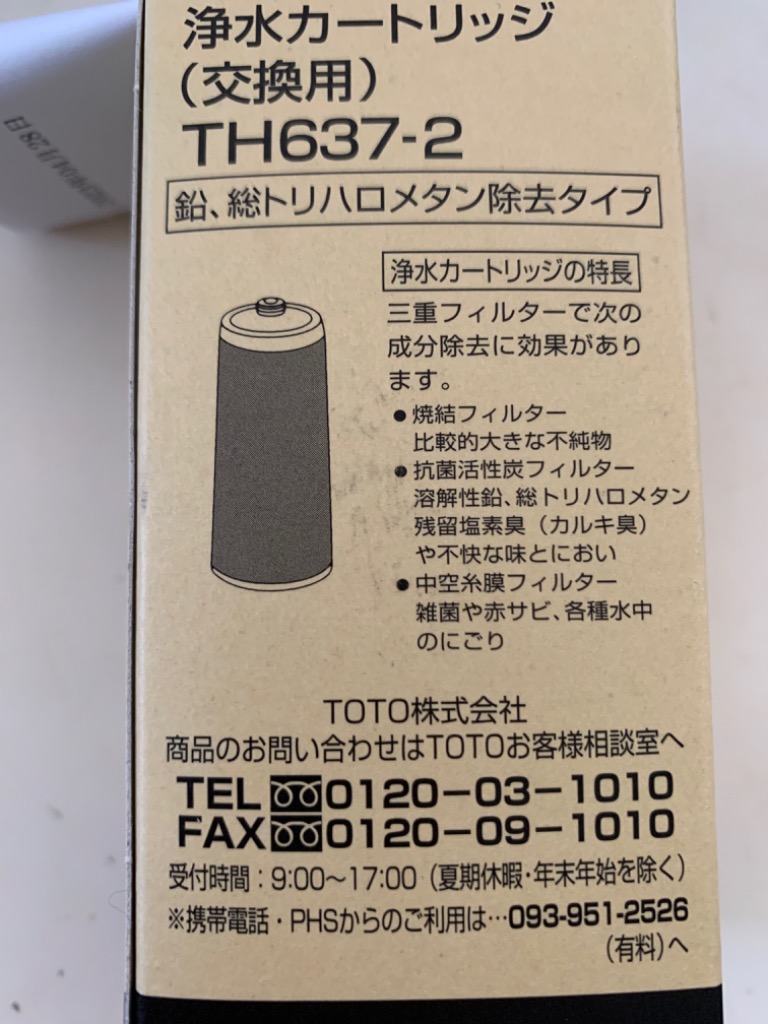 浄水カートリッジ
(交換用)
TH637-2
鉛、総トリハロメタン除去タイプ
浄水カートリッジの特長
三重フィルターで次の
成分除去に効果があり
ます。
●焼結フィルター
比較的大きな不純物
●抗菌活性炭フィルター
溶解性鉛、総トリハロメタン
残留塩素臭（カルキ臭）
や不快な味とにおい
●中空糸膜フィルター
雑菌や赤サビ、各種水中
のにごり
TOTO株式会社
商品のお問い合わせはTOTOお客様相談室へ
TEL 0120-03-1010
FAX 0120-09-1010
受付時間：9:00〜17:00（夏期休暇・年末年始を除く）
※携帯電話・PHSからのご利用は…093-951-2526
(有料)へ